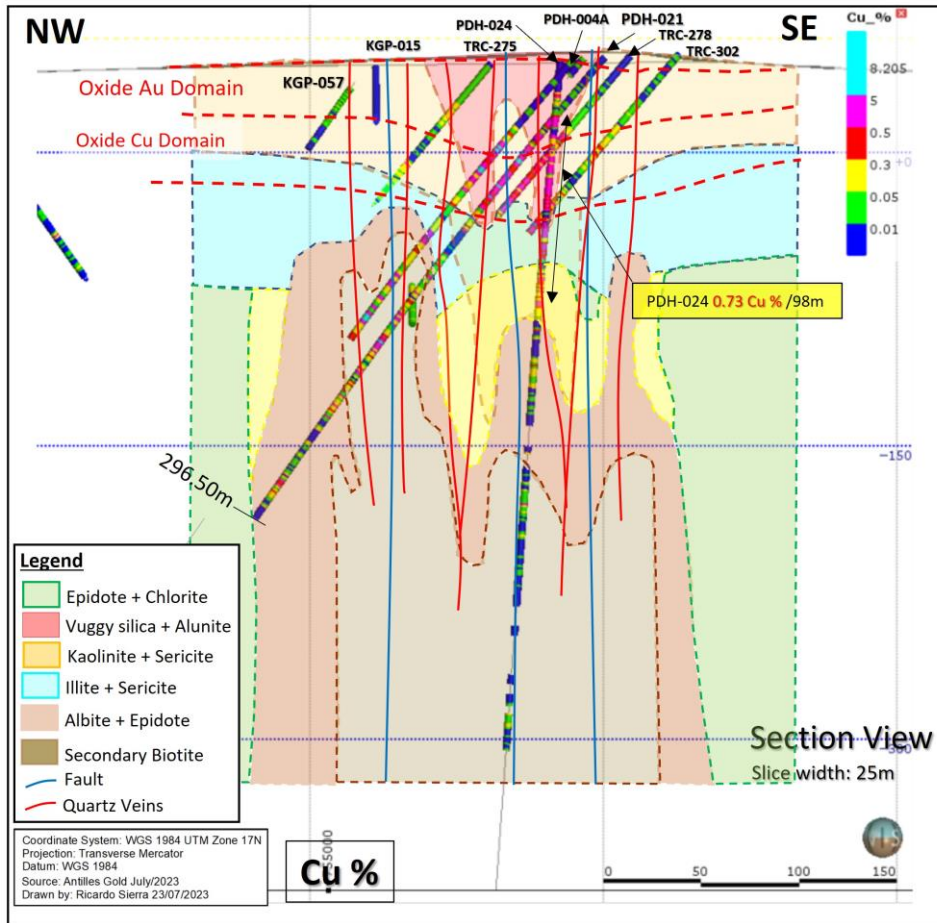 NW
SE
PDH-024
PDH-004A
PDH-021
KGP-015
TRC-275
TRC-278
TRC-302
KGP-057
Cu_%
8.205
5
0.5
0.3
0.05
0.01
Oxide Au Domain
Oxide Cu Domain
+0
PDH-024 0.73 Cu % /98m
-150
296.50m
Legend
Epidote + Chlorite
Vuggy silica + Alunite
Kaolinite + Sericite
Illite + Sericite
Albite + Epidote
Secondary Biotite
Fault
Quartz Veins
Section View
Slice width: 25m
Coordinate System: WGS 1984 UTM Zone 17N
Projection: Transverse Mercator
Datum: WGS 1984
Source: Antilles Gold July/2023
Drawn by: Ricardo Sierra 23/07/2023
Cu %
0
50
100
150